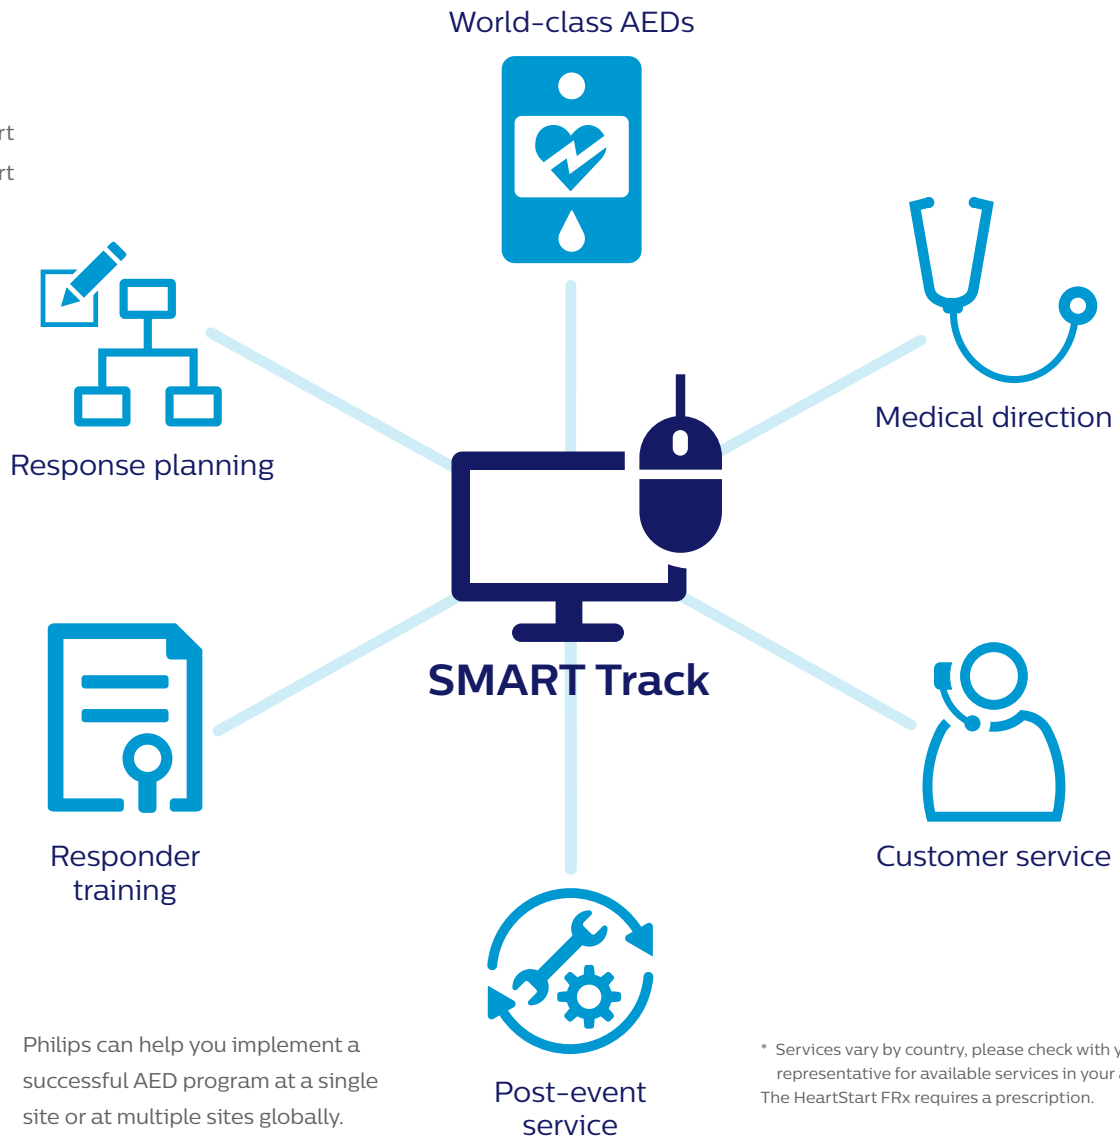 World-class AEDs
Medical direction
Response planning
SMART Track
Responder
training
Customer service
Post-event
service
Philips can help you implement a
successful AED program at a single
site or at multiple sites globally.
* Services vary by country, please check with
representative for available services in your
The HeartStart FRx requires a prescription.